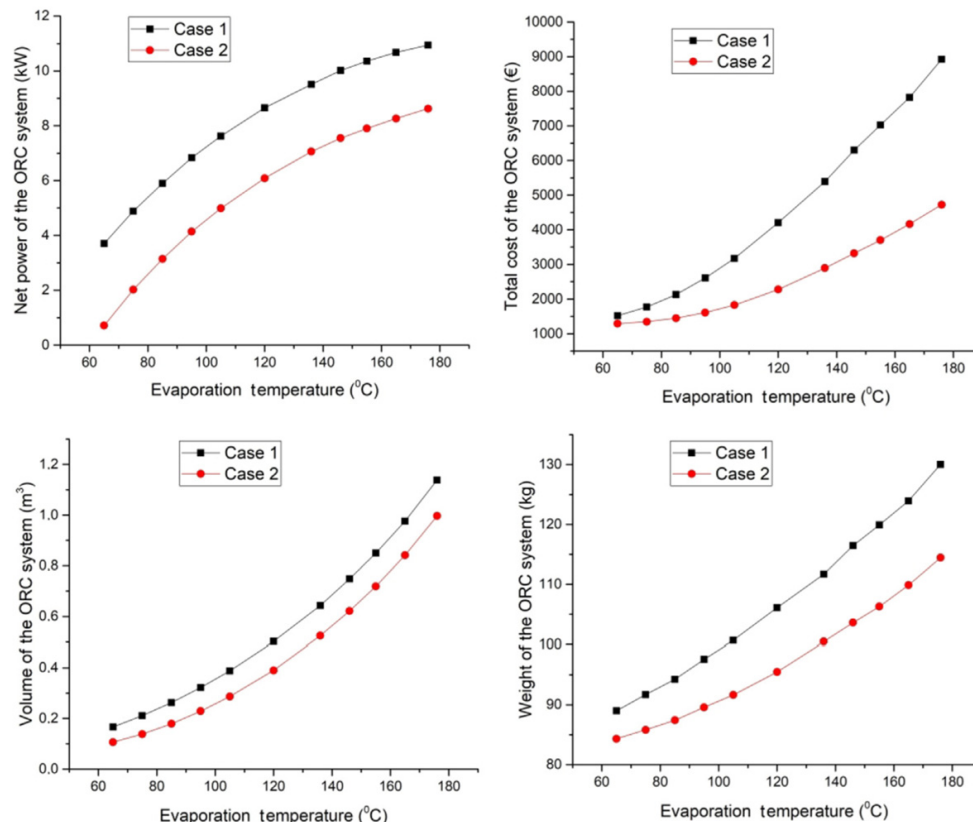 Case 1
Case 2
Net power of the ORC system (kW)
12
10
8
6
4
2
0
60 80 100 120 140 160 180
Evaporation temperature (⁰C)
Case 1
Case 2
Total cost of the ORC system (€)
10000
9000
8000
7000
6000
5000
4000
3000
2000
1000
60 80 100 120 140 160 180
Evaporation temperature (⁰C)
Case 1
Case 2
Volume of the ORC system (m³)
1.2
1.0
0.8
0.6
0.4
0.2
0.0
60 80 100 120 140 160 180
Evaporation temperature (⁰C)
Case 1
Case 2
Weight of the ORC system (kg)
130
120
110
100
90
80
60 80 100 120 140 160 180
Evaporation temperature (⁰C)